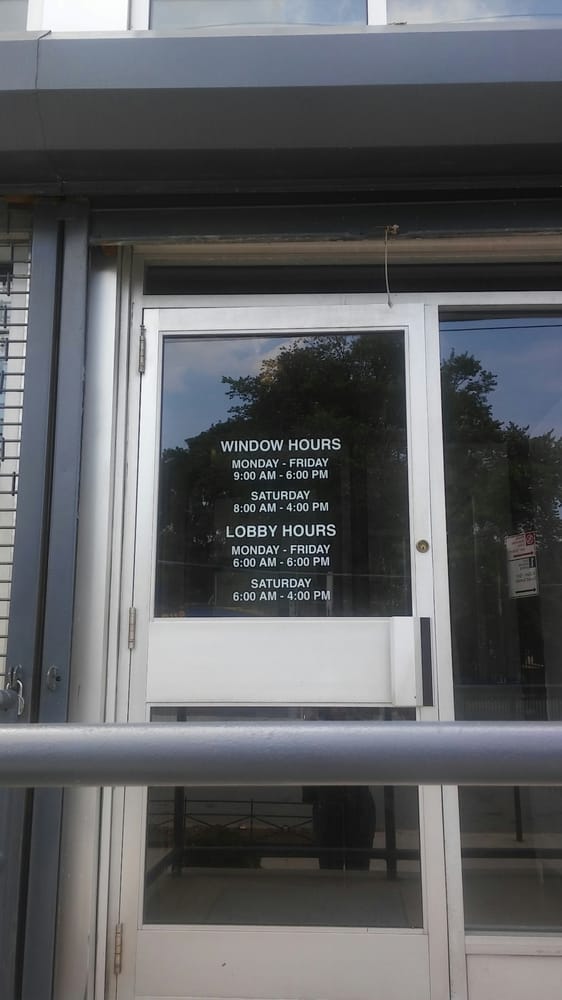 WINDOW HOURS
MONDAY - FRIDAY
9:00 AM - 6:00 PM
SATURDAY
8:00 AM - 4:00 PM
LOBBY HOURS
MONDAY - FRIDAY
6:00 AM - 6:00 PM
SATURDAY
6:00 AM - 4:00 PM